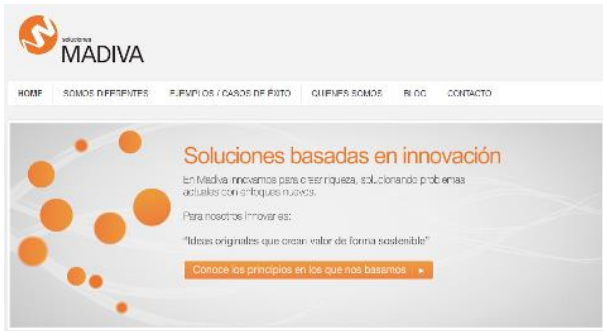 soluciones
MADIVA
HOME SOMOS DIFERENTES EJEMPLOS / CASOS DE ÉXITO QUIENES SOMOS BLOG CONTACTO
Soluciones basadas en innovación
En Madiva innovamos para crear riqueza, solucionando problemas
actuales con enfoques nuevos.
Para nosotros innovar es:
"Ideas originales que crean valor de forma sostenible"
Conoce los principios en los que nos basamos